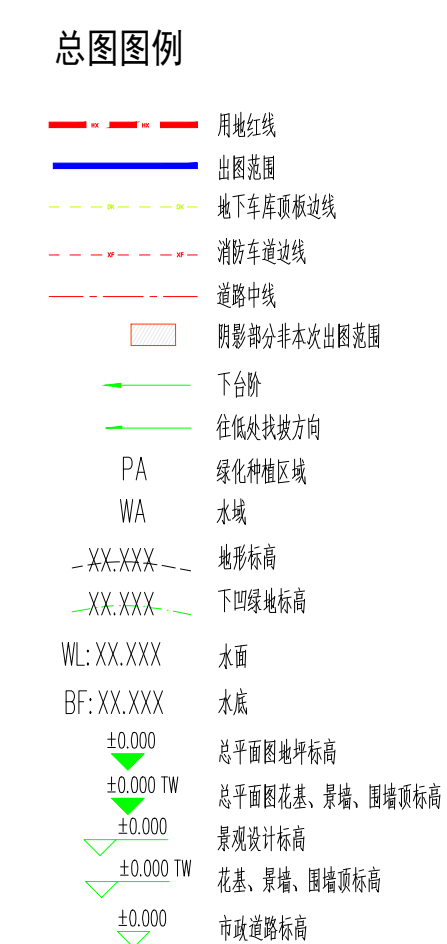 总图图例
HX HX 用地红线
出图范围
DK DK 地下车库顶板边线
XF XF 消防车道边线
道路中线
阴影部分非本次出图范围
下台阶
往低处找坡方向
PA 绿化种植区域
WA 水域
XX.XXX 地形标高
XX.XXX 下凹绿地标高
WL: XX.XXX 水面
BF: XX.XXX 水底
±0.000 总平面图地坪标高
±0.000 TW 总平面图花基、景墙、围墙顶标高
±0.000 景观设计标高
±0.000 TW 花基、景墙、围墙顶标高
±0.000 市政道路标高